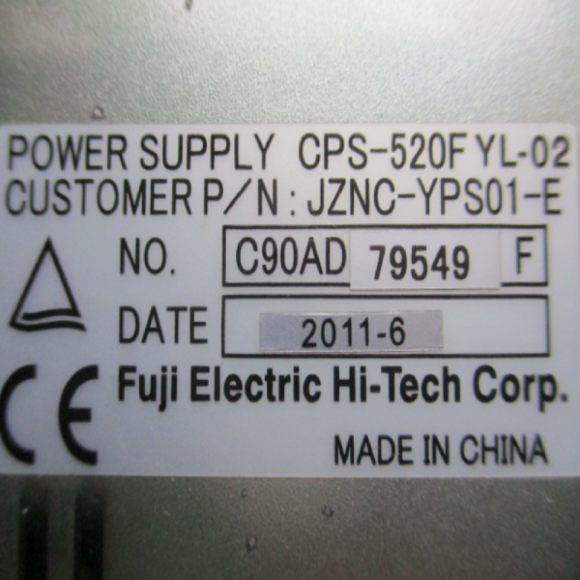 POWER SUPPLY CPS-520F YL-02
CUSTOMER P/N : JZNC-YPS01-E
NO. C90AD 79549 F
DATE 2011-6
CE Fuji Electric Hi-Tech Corp.
MADE IN CHINA